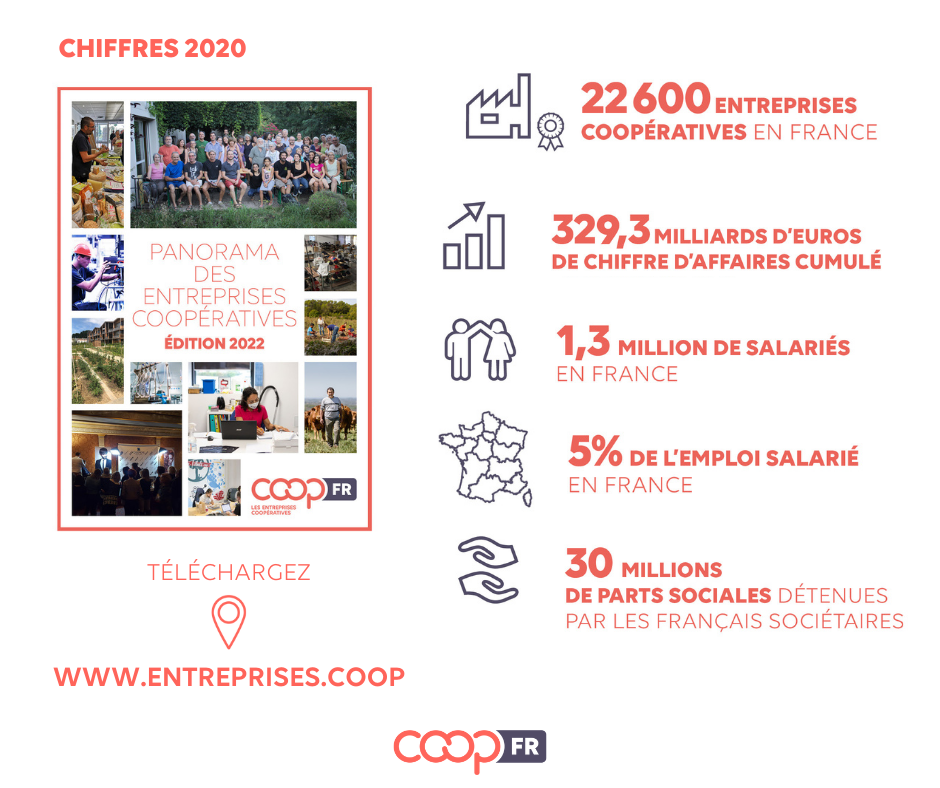 CHIFFRES 2020
PANORAMA
DES
ENTREPRISES
COOPÉRATIVES
ÉDITION 2022
COOP FR
LES ENTREPRISES
COOPÉRATIVES
TÉLÉCHARGEZ
WWW.ENTREPRISES.COOP
22 600 ENTREPRISES
COOPÉRATIVES EN FRANCE
329,3 MILLIARDS D'EUROS
DE CHIFFRE D'AFFAIRES CUMULÉ
1,3 MILLION DE SALARIÉS
EN FRANCE
5% DE L'EMPLOI SALARIÉ
EN FRANCE
30 MILLIONS
DE PARTS SOCIALES DÉTENUES
PAR LES FRANÇAIS SOCIÉTAIRES
COOP FR